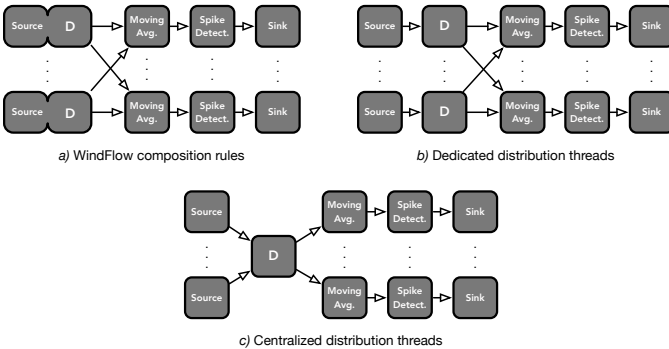 Source D Moving Avg. Spike Detect. Sink
Source D Moving Avg. Spike Detect. Sink
a) WindFlow composition rules
Source D Moving Avg. Spike Detect. Sink
Source D Moving Avg. Spike Detect. Sink
b) Dedicated distribution threads
Source Moving Avg. Spike Detect. Sink
D
Source Moving Avg. Spike Detect. Sink
c) Centralized distribution threads